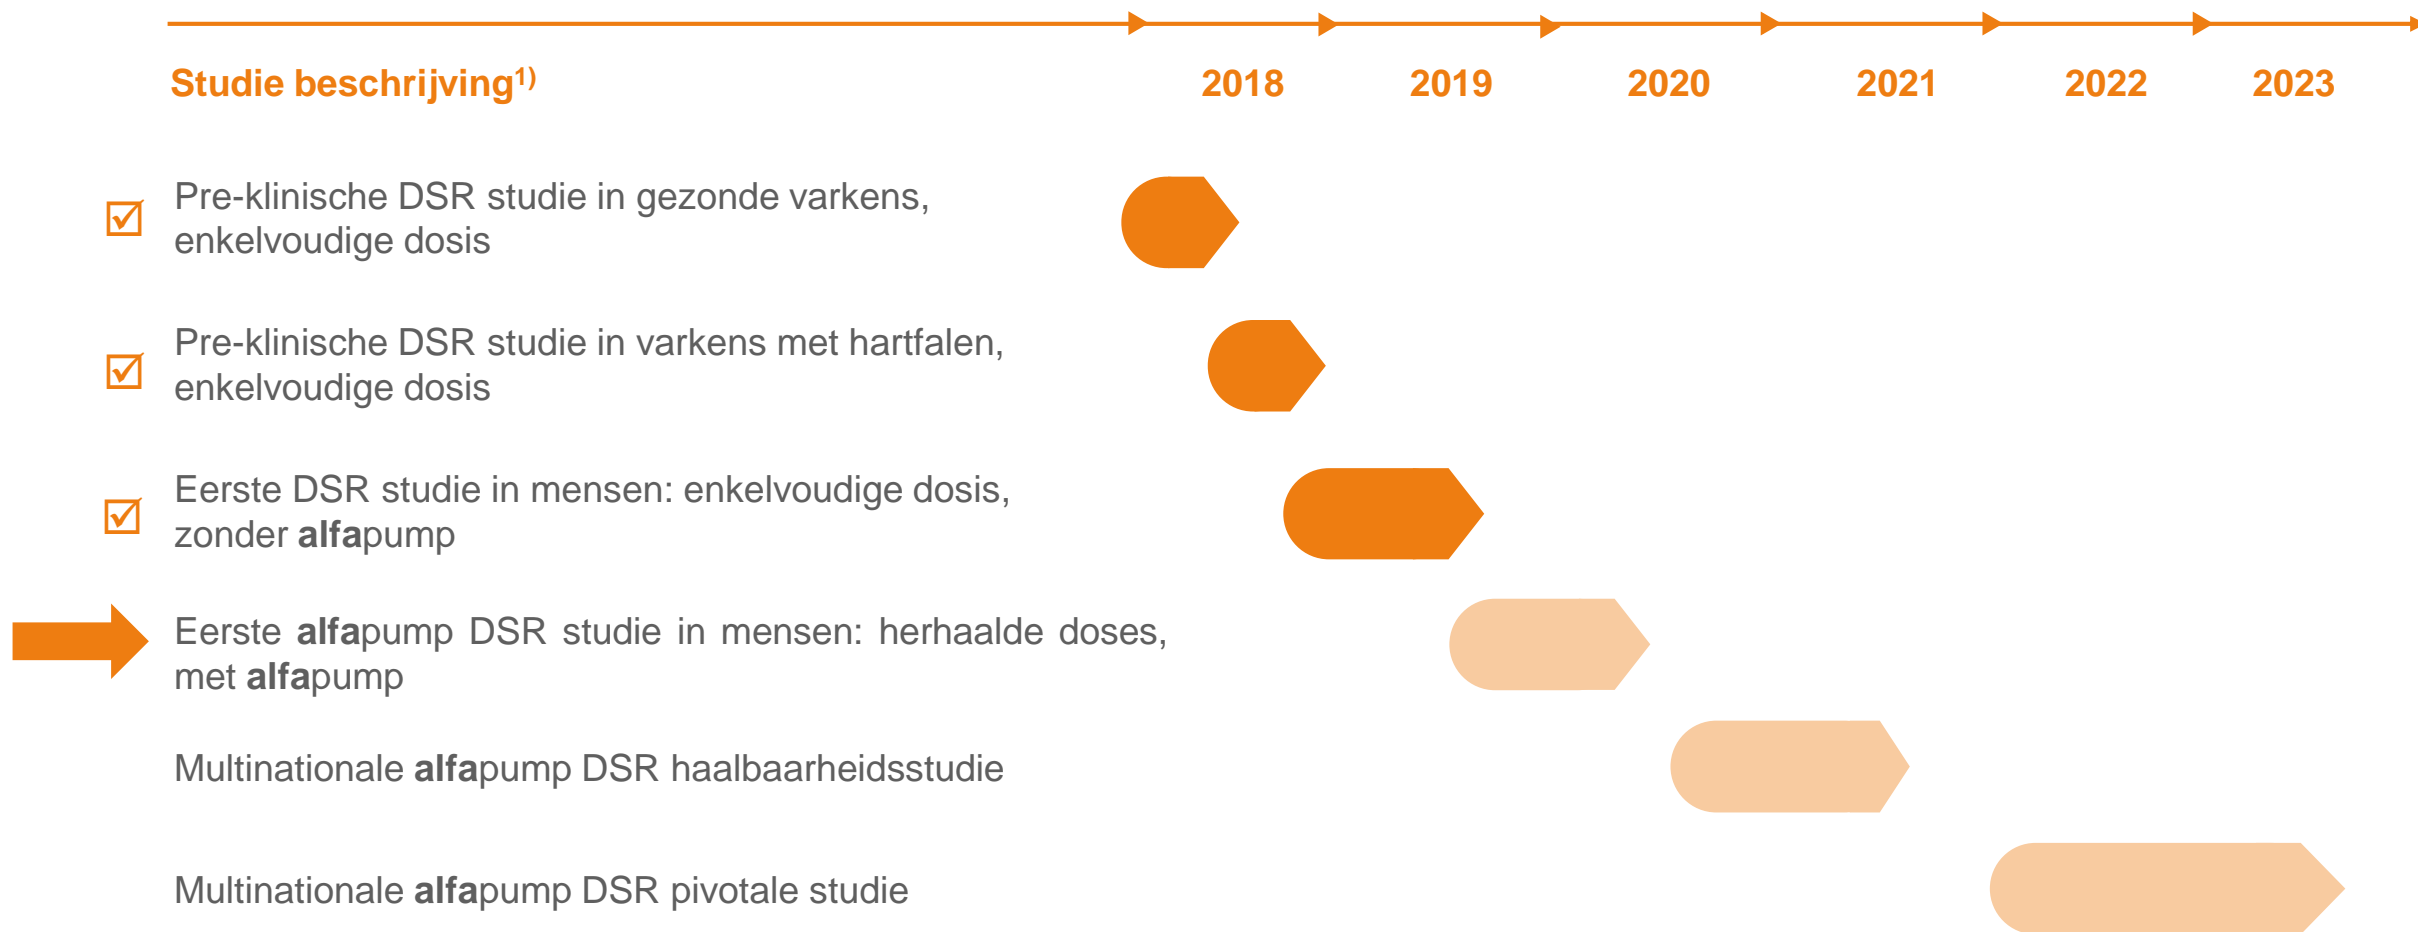 Studie beschrijving1) 2018 2019 2020 2021 2022 2023
Pre-klinische DSR studie in gezonde varkens,
enkelvoudige dosis
Pre-klinische DSR studie in varkens met hartfalen,
enkelvoudige dosis
Eerste DSR studie in mensen: enkelvoudige dosis,
zonder alfapump
Eerste alfapump DSR studie in mensen: herhaalde doses,
met alfapump
Multinationale alfapump DSR haalbaarheidsstudie
Multinationale alfapump DSR pivotale studie